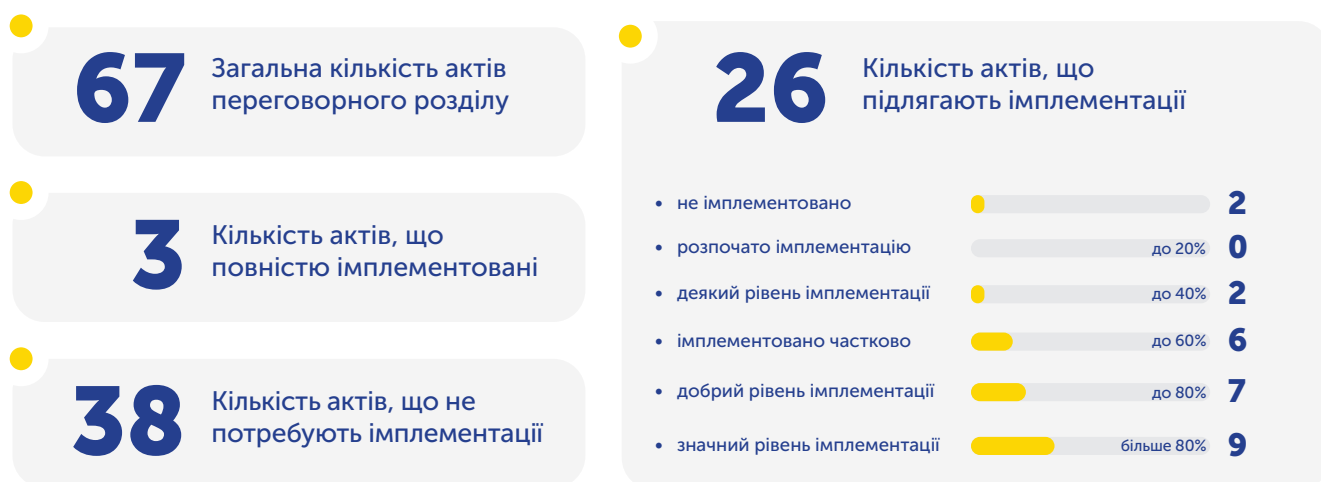 67
Загальна кількість актів
переговорного розділу
3
Кількість актів, що
повністю імплементовані
38
Кількість актів, що не
потребують імплементації
26
Кількість актів, що
підлягають імплементації
• не імплементовано 2
• розпочато імплементацію до 20% 0
• деякий рівень імплементації до 40% 2
• імплементовано частково до 60% 6
• добрий рівень імплементації до 80% 7
• значний рівень імплементації більше 80% 9